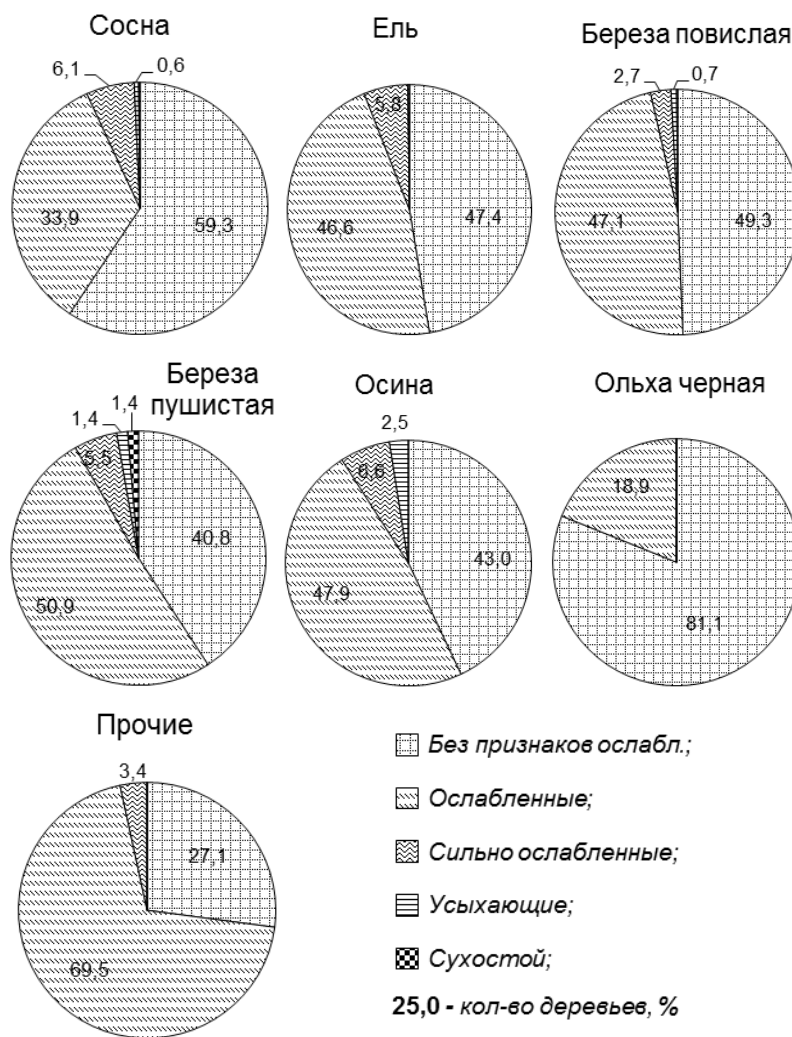 Сосна
6,1
0,6
33,9
59,3
Ель
5,8
46,6
47,4
Береза повислая
2,7
0,7
47,1
49,3
Береза
пушистая
1,4
1,4
5,5
40,8
50,9
Осина
2,5
6,6
43,0
47,9
Ольха черная
18,9
81,1
Прочие
3,4
27,1
69,5
Без признаков ослабл.;
Ослабленные;
Сильно ослабленные;
Усыхающие;
Сухостой;
25,0 - кол-во деревьев, %